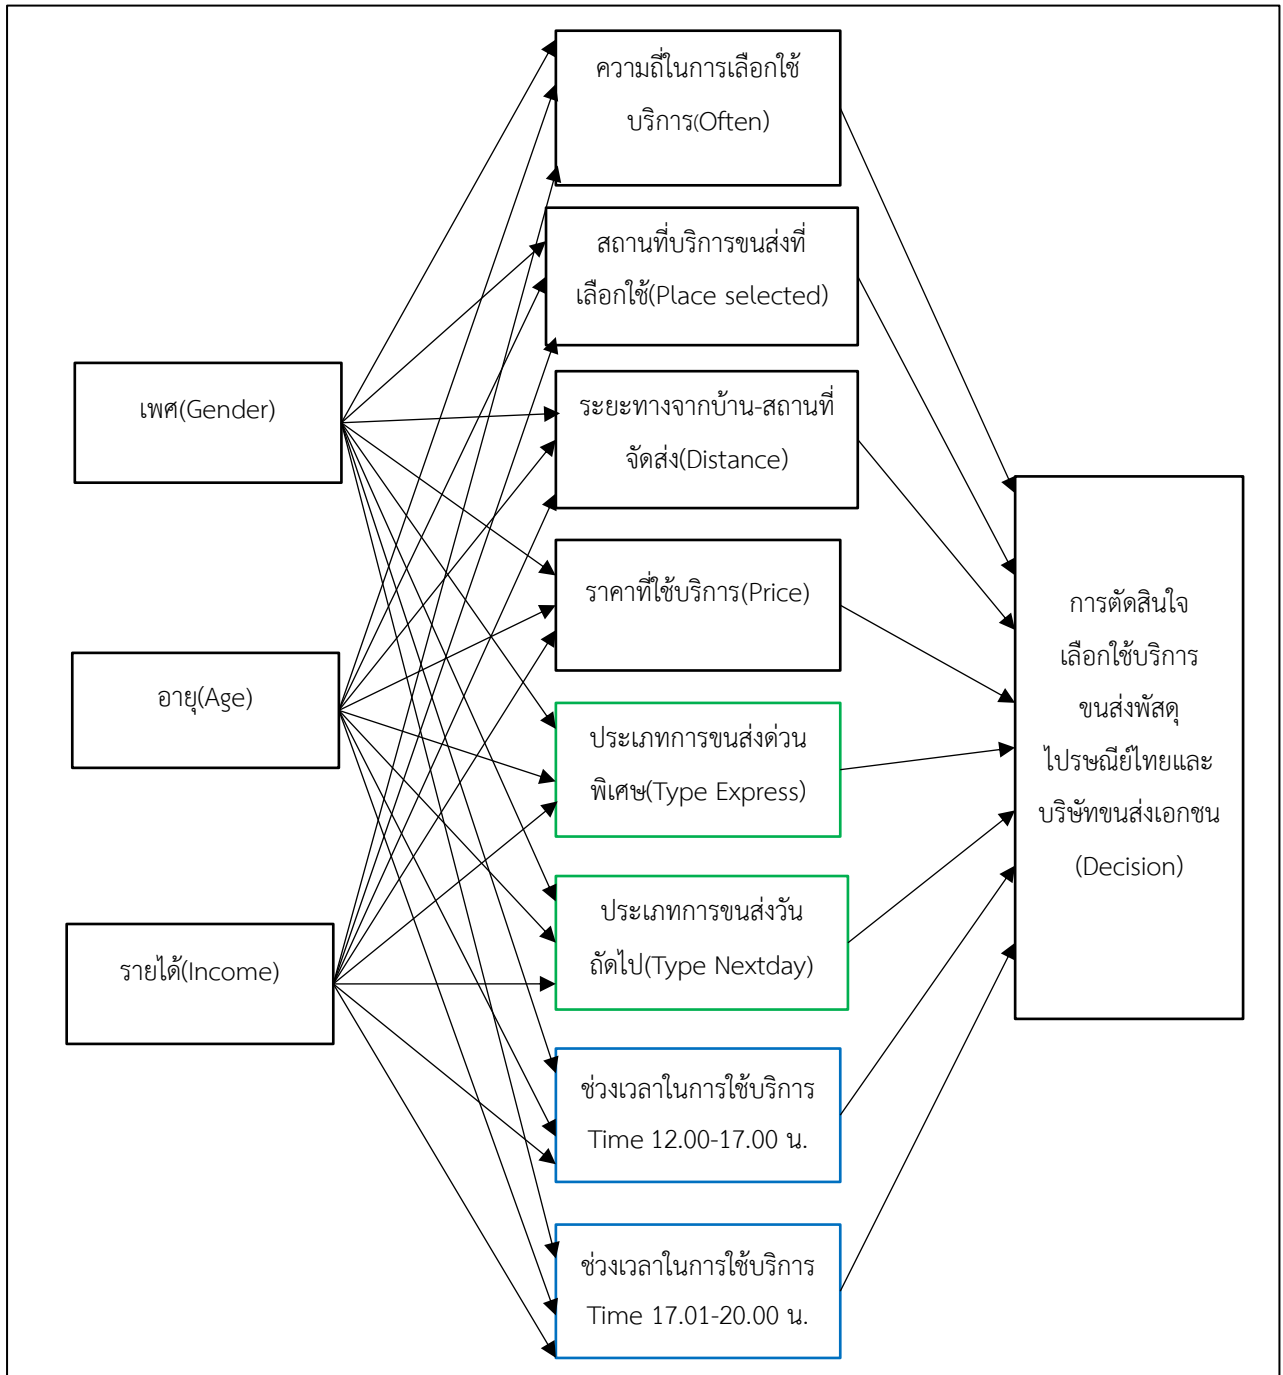 ความถี่ในการเลือกใช้
บริการ(Often)
สถานที่บริการขนส่งที่
เลือกใช้(Place selected)
เพศ(Gender)
ระยะทางจากบ้าน-สถานที่
จัดส่ง(Distance)
ราคาที่ใช้บริการ(Price)
อายุ(Age)
ประเภทการขนส่งด่วน
พิเศษ(Type Express)
รายได้(Income)
ประเภทการขนส่งวัน
ถัดไป(Type Nextday)
ช่วงเวลาในการใช้บริการ
Time 12.00-17.00 น.
ช่วงเวลาในการใช้บริการ
Time 17.01-20.00 น.
การตัดสินใจ
เลือกใช้บริการ
ขนส่งพัสดุ
ไปรษณีย์ไทยและ
บริษัทขนส่งเอกชน
(Decision)